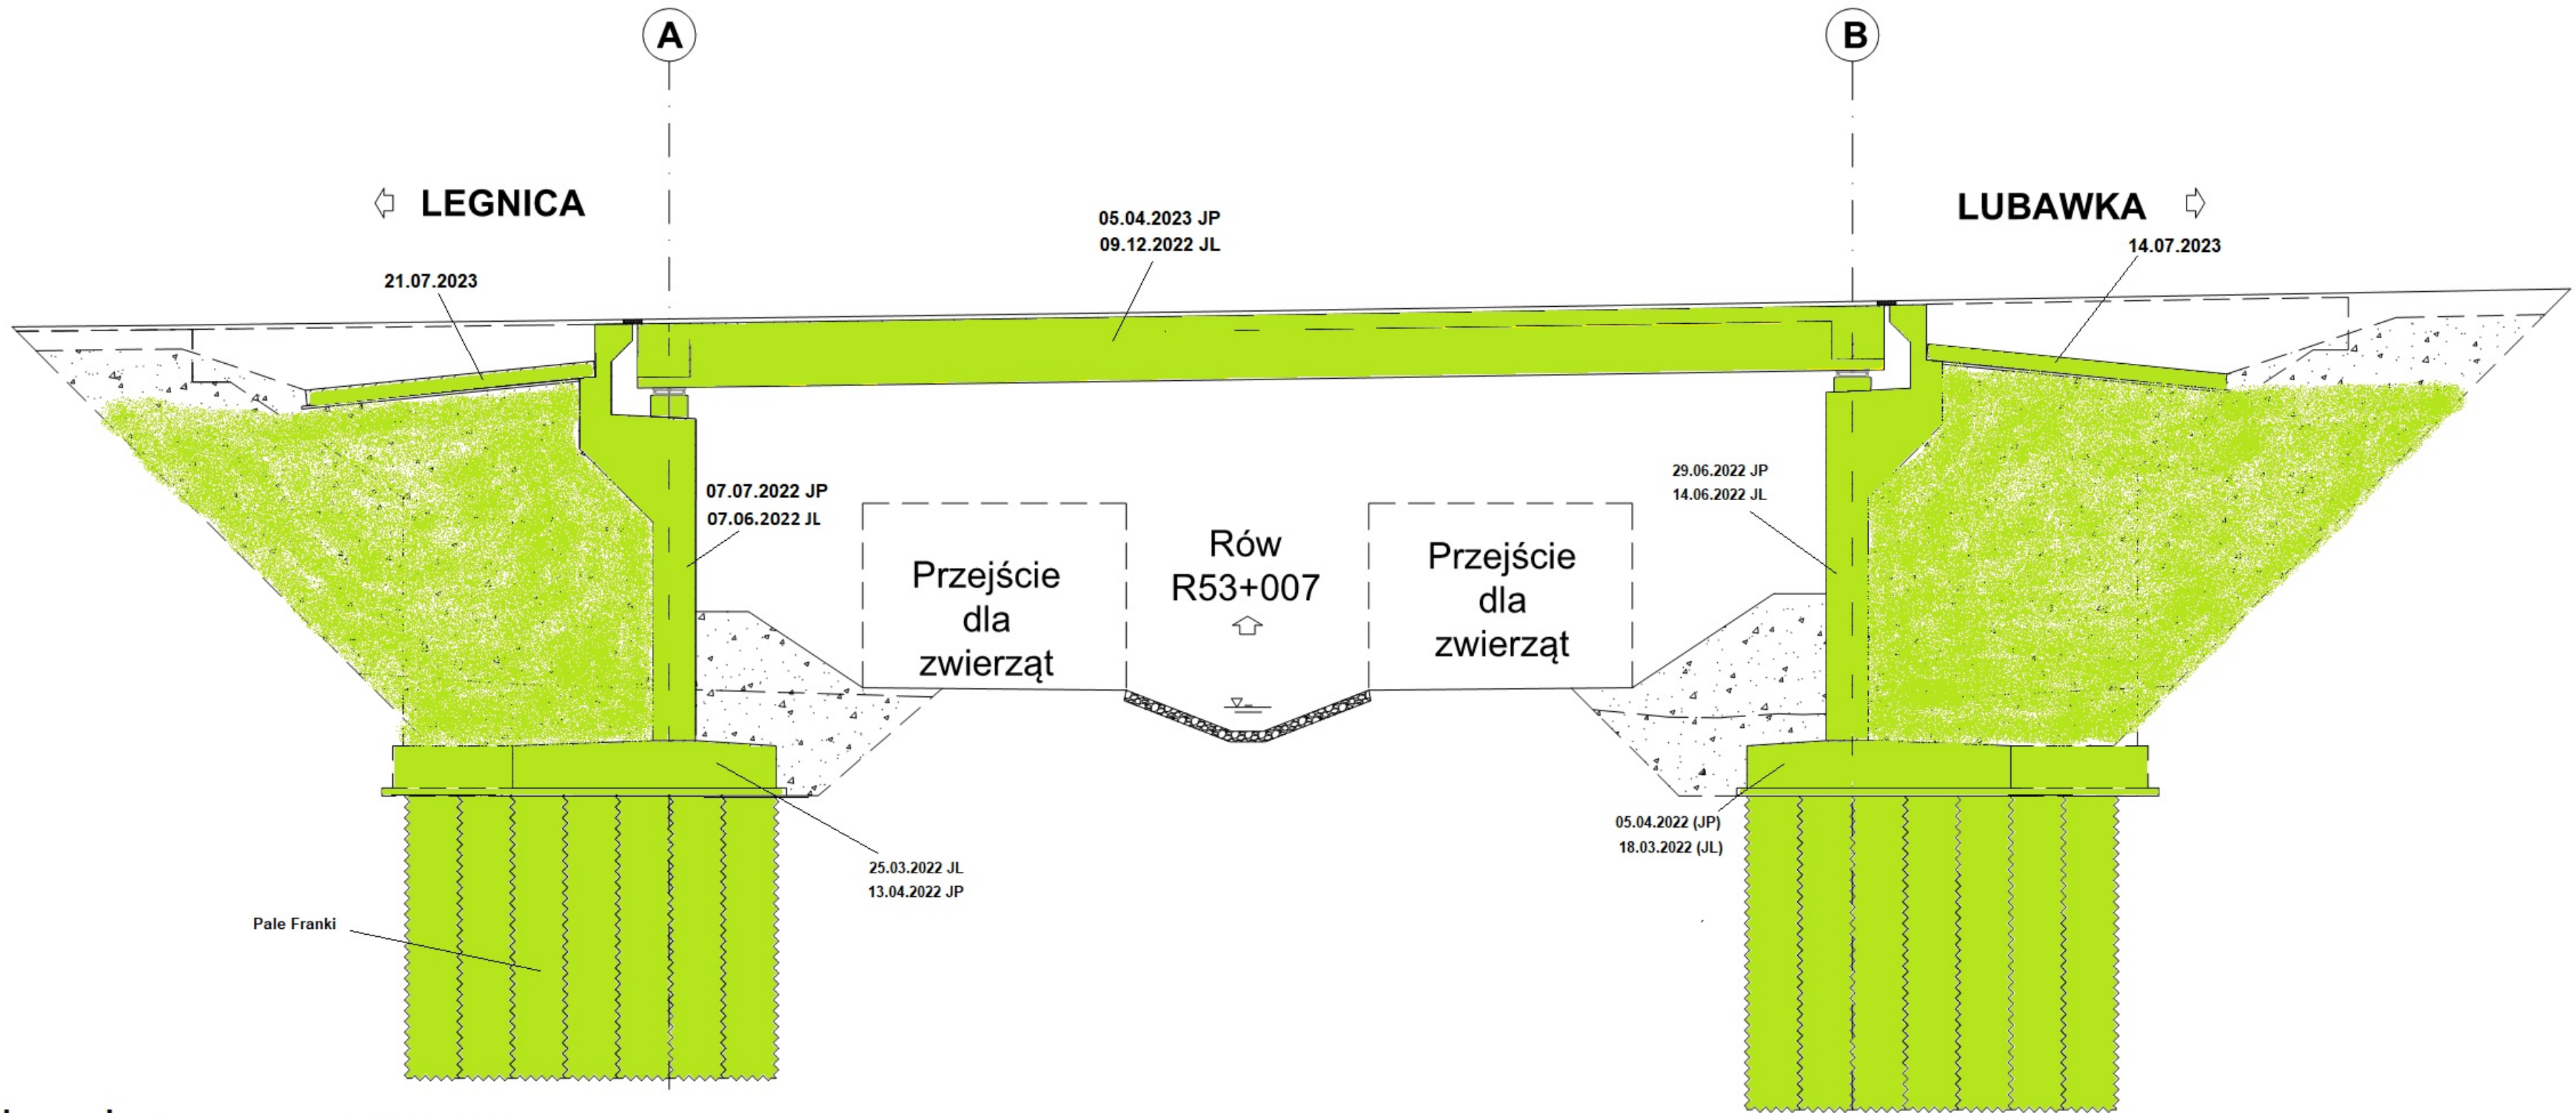 A
B
LEGNICA
LUBAWKA
05.04.2023 JP
09.12.2022 JL
14.07.2023
21.07.2023
07.07.2022 JP
07.06.2022 JL
29.06.2022 JP
14.06.2022 JL
Przejście
dla
zwierząt
Rów
R53+007
Przejście
dla
zwierząt
05.04.2022 (JP)
18.03.2022 (JL)
25.03.2022 JL
13.04.2022 JP
Pale Franki